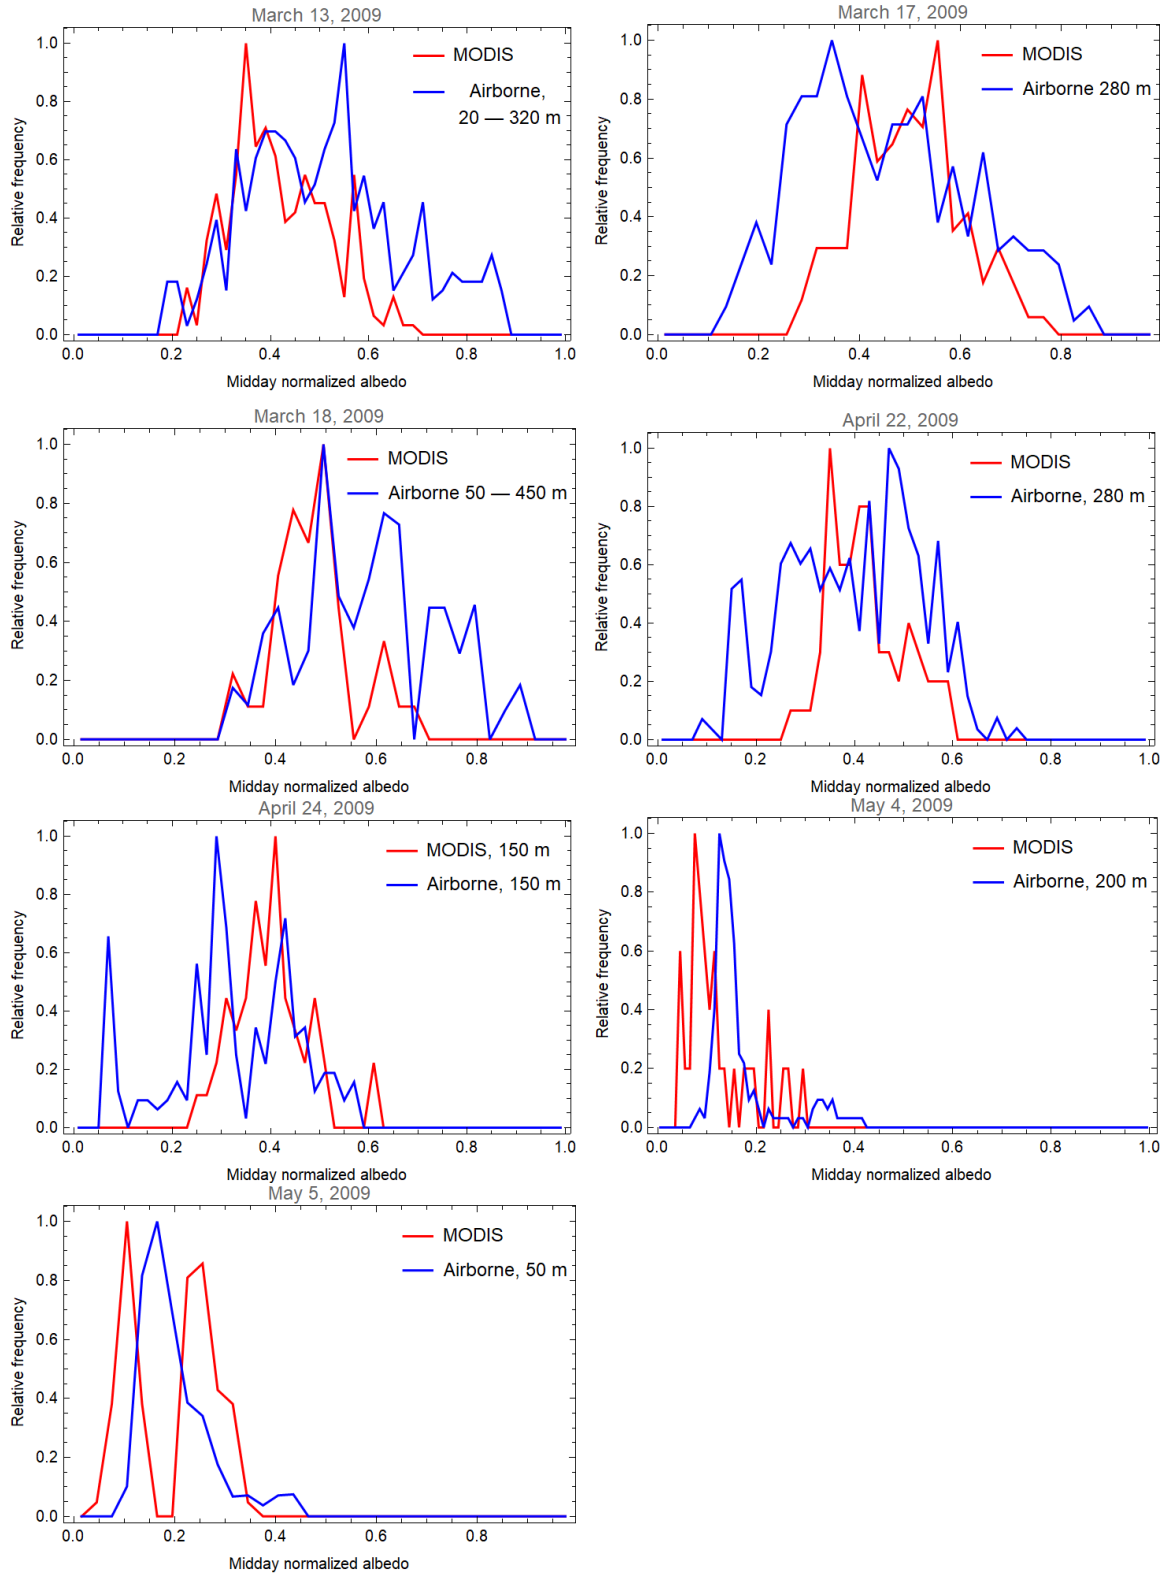 March 13, 2009
1.0
0.8
0.6
0.4
0.2
0.0
Relative frequency
MODIS
Airborne,
20 — 320 m
0.0 0.2 0.4 0.6 0.8 1.0
Midday normalized albedo
March 17, 2009
1.0
0.8
0.6
0.4
0.2
0.0
Relative frequency
MODIS
Airborne 280 m
0.0 0.2 0.4 0.6 0.8
Midday normalized albedo
March 18, 2009
1.0
0.8
0.6
0.4
0.2
0.0
Relative frequency
MODIS
Airborne 50 — 450 m
0.0 0.2 0.4 0.6 0.8
Midday normalized albedo
April 22, 2009
1.0
0.8
0.6
0.4
0.2
0.0
Relative frequency
MODIS
Airborne, 280 m
0.0 0.2 0.4 0.6 0.8 1.0
Midday normalized albedo
April 24, 2009
1.0
0.8
0.6
0.4
0.2
0.0
Relative frequency
MODIS, 150 m
Airborne, 150 m
0.0 0.2 0.4 0.6 0.8 1.0
Midday normalized albedo
May 4, 2009
1.0
0.8
0.6
0.4
0.2
0.0
Relative frequency
MODIS
Airborne, 200 m
0.0 0.2 0.4 0.6 0.8 1.0
Midday normalized albedo
May 5, 2009
1.0
0.8
0.6
0.4
0.2
0.0
Relative frequency
MODIS
Airborne, 50 m
0.0 0.2 0.4 0.6 0.8
Midday normalized albedo